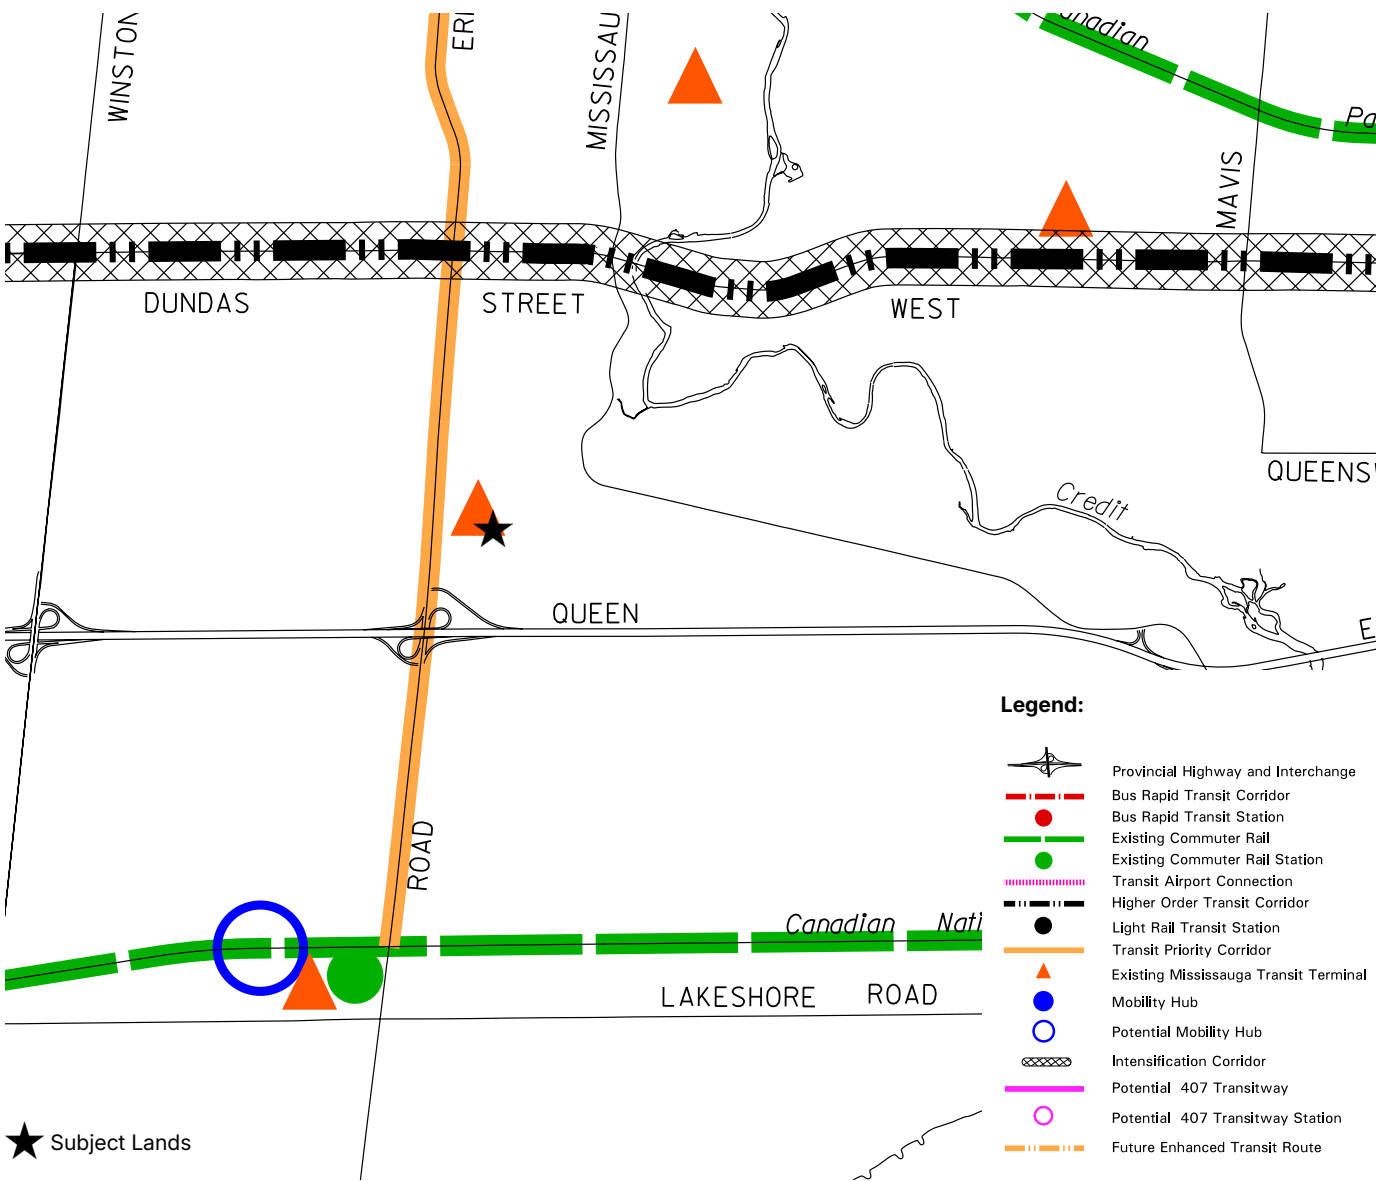 WINSTON
ERI
MISSISSAU
Canadian
Pa
MAVIS
DUNDAS STREET WEST
QUEENS
Credit
QUEEN
E
ROAD
Canadian Nati
LAKESHORE ROAD
Legend:
Provincial Highway and Interchange
Bus Rapid Transit Corridor
Bus Rapid Transit Station
Existing Commuter Rail
Existing Commuter Rail Station
Transit Airport Connection
Higher Order Transit Corridor
Light Rail Transit Station
Transit Priority Corridor
Existing Mississauga Transit Terminal
Mobility Hub
Potential Mobility Hub
Intensification Corridor
Potential 407 Transitway
Potential 407 Transitway Station
Future Enhanced Transit Route
Subject Lands